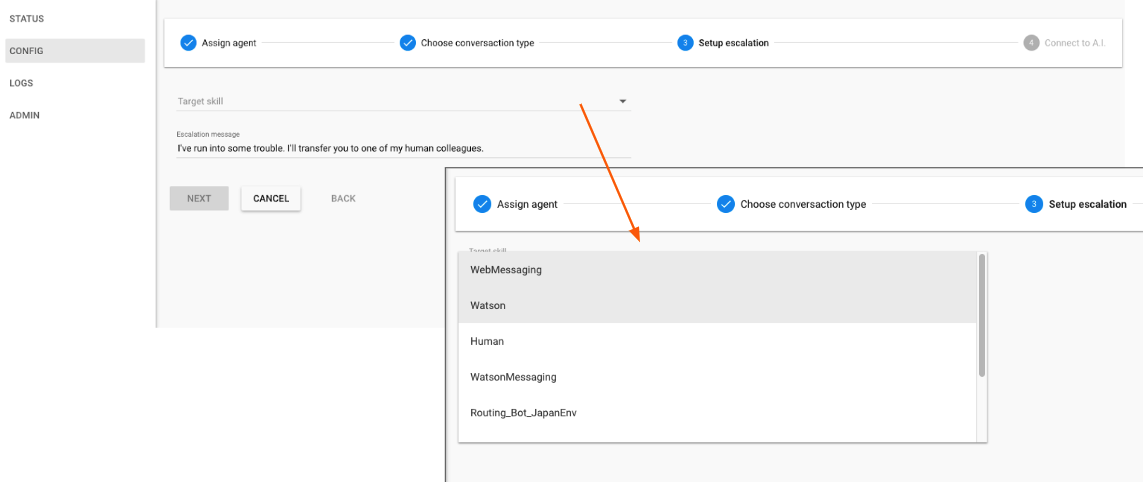 STATUS
CONFIG
LOGS
ADMIN
Assign agent
Choose conversaction type
3 Setup escalation
4 Connect to A.I.
Target skill
Escalation message
I've run into some trouble. I'll transfer you to one of my human colleagues.
NEXT CANCEL BACK
Assign agent
Choose conversaction type
3 Setup escalation
Target skill
WebMessaging
Watson
Human
WatsonMessaging
Routing_Bot_JapanEnv